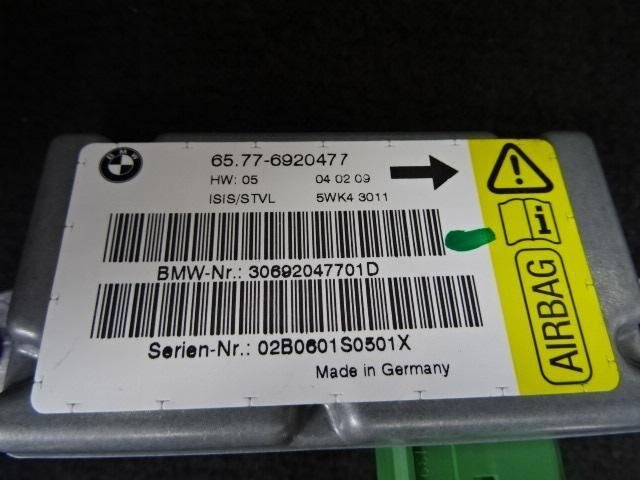 BMW
65.77-6920477
HW: 05 04 02 09
ISIS/STVL 5WK4 3011
BMW-Nr.: 30692047701D
Serien-Nr.: 02B0601S0501X
Made in Germany
AIRBAG